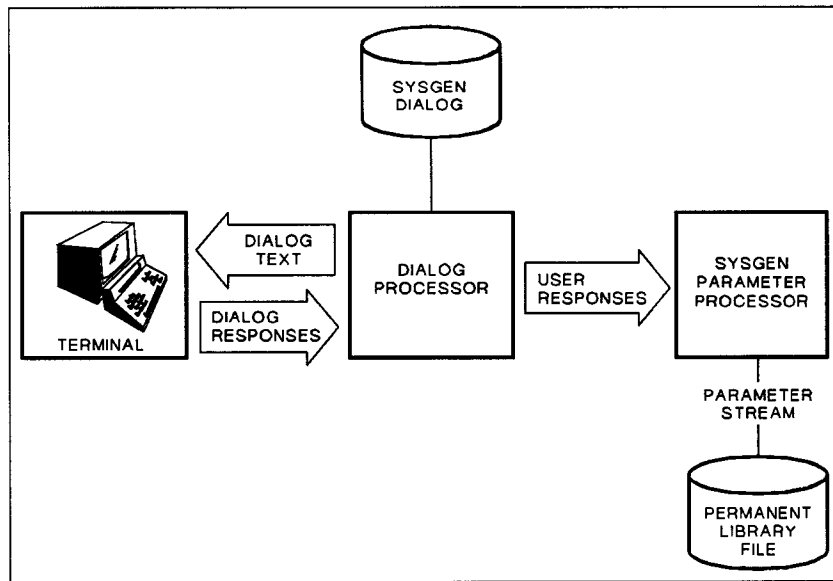 SYSGEN
DIALOG
DIALOG
TEXT
DIALOG
RESPONSES
TERMINAL
DIALOG
PROCESSOR
USER
RESPONSES
SYSGEN
PARAMETER
PROCESSOR
PARAMETER
STREAM
PERMANENT
LIBRARY
FILE